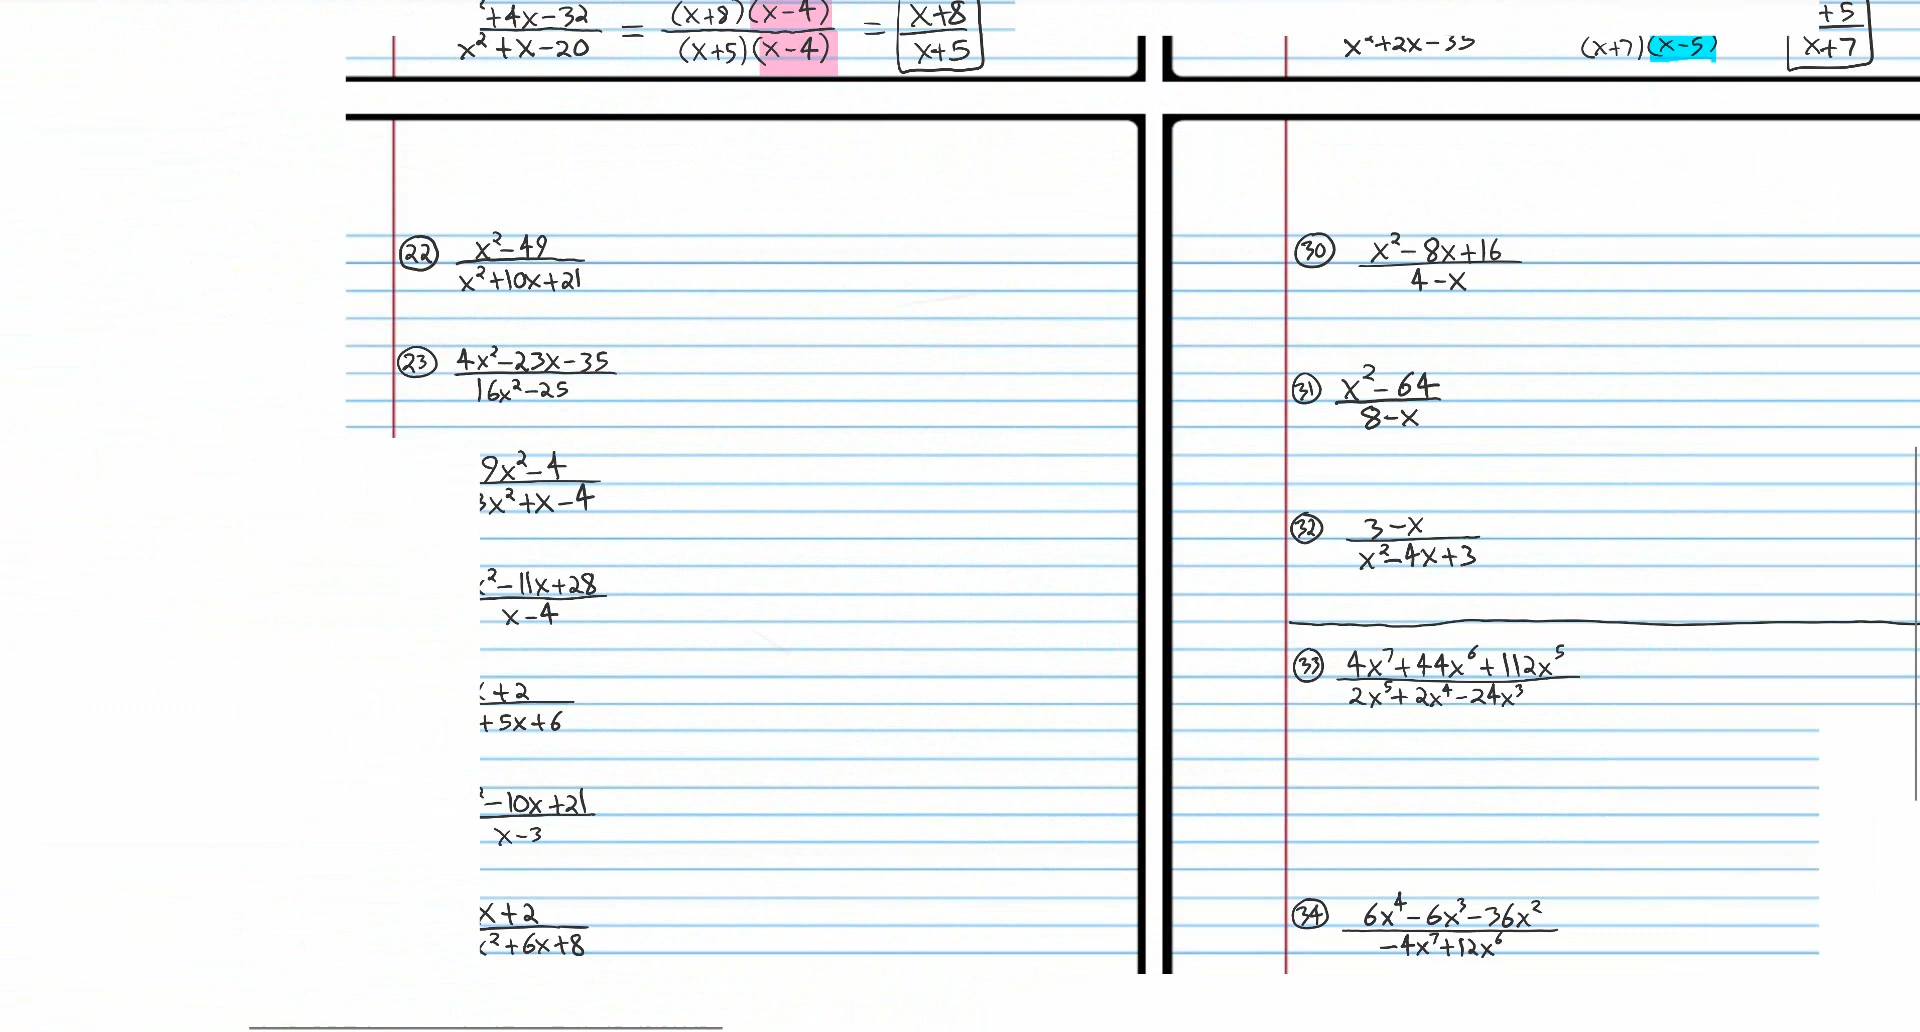 +4x-32 = (x+8)(x-4) = x+8
x²+x-20 (x+5)(x-4) x+5
+5
x²+2x-35 (x+7)(x-5) x+7
22 x²-49
x²+10x+21
23 4x²-23x-35
16x²-25
9x²-4
3x²+x-4
²-11x+28
x-4
+2
+5x+6
-10x+21
x-3
x+2
²+6x+8
30 x²-8x+16
4-x
31 x²-64
8-x
32 3-x
x²-4x+3
33 4x⁷+44x⁶+112x⁵
2x⁵+2x⁴-24x³
34 6x⁴-6x³-36x²
-4x⁷+12x⁶